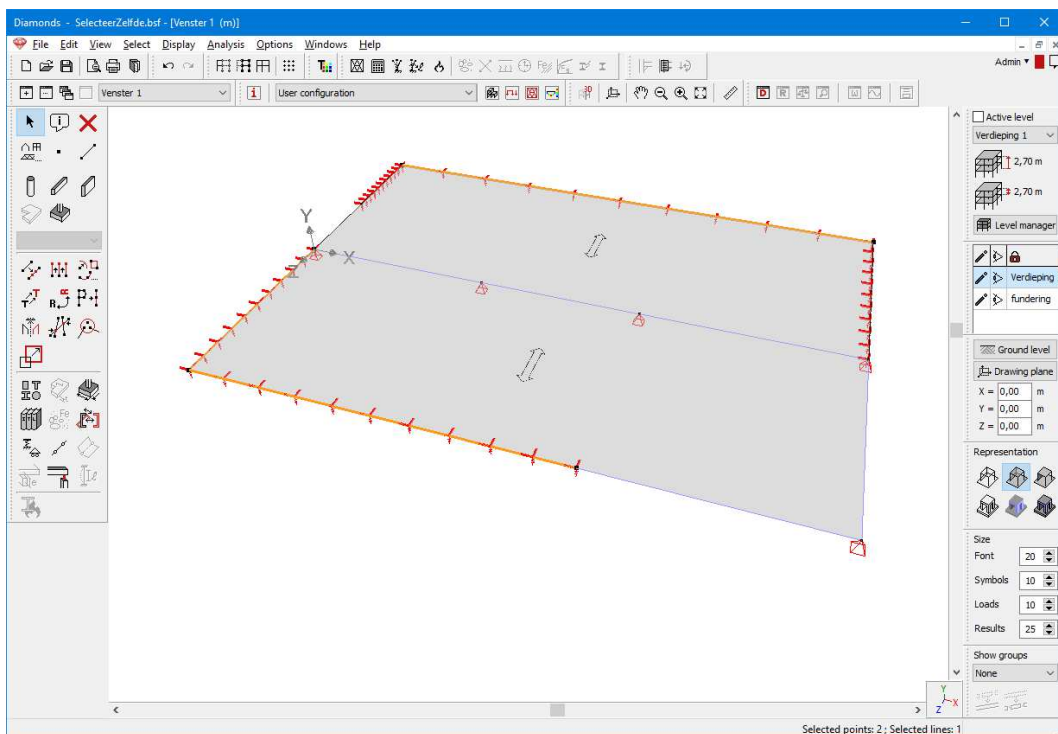 Diamonds - SelecteerZelfde.bsf - [Venster 1 (m)]
File Edit View Select Display Analysis Options Windows Help
Admin
Venster 1
User configuration
Active level
Verdieping 1
2,70 m
2,70 m
Level manager
Verdieping
fundering
Ground level
Drawing plane
X = 0,00 m
Y = 0,00 m
Z = 0,00 m
Representation
Size
Font 20
Symbols 10
Loads 10
Results 25
Show groups
None
Y
X
Z
Y
X
Z
Selected points: 2 ; Selected lines: 1